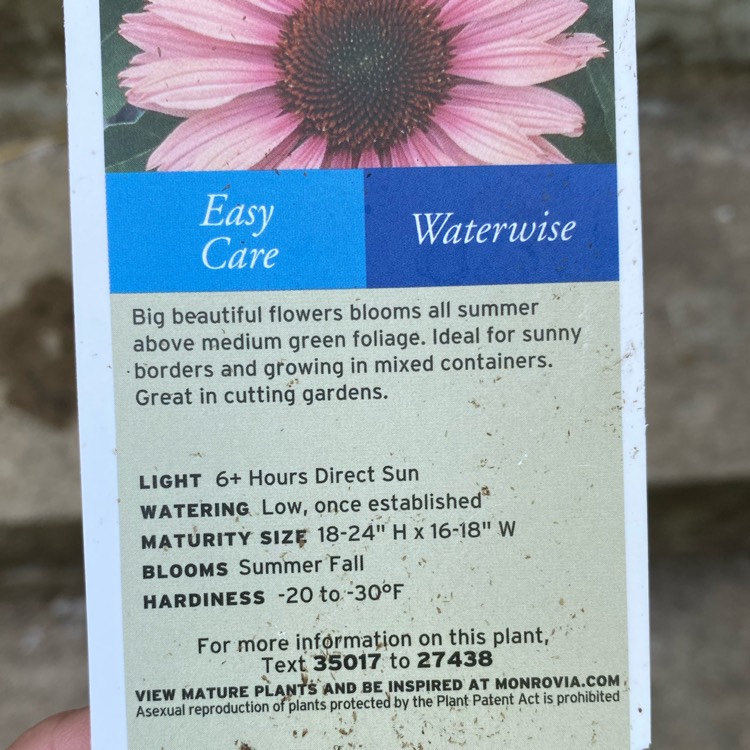 Easy
Care
Waterwise
Big beautiful flowers blooms all summer
above medium green foliage. Ideal for sunny
borders and growing in mixed containers.
Great in cutting gardens.
LIGHT 6+ Hours Direct Sun
WATERING Low, once established
MATURITY SIZE 18-24" H x 16-18" W
BLOOMS Summer Fall
HARDINESS -20 to -30°F
For more information on this plant,
Text 35017 to 27438
VIEW MATURE PLANTS AND BE INSPIRED AT MONROVIA.COM
Asexual reproduction of plants protected by the Plant Patent Act is prohibited